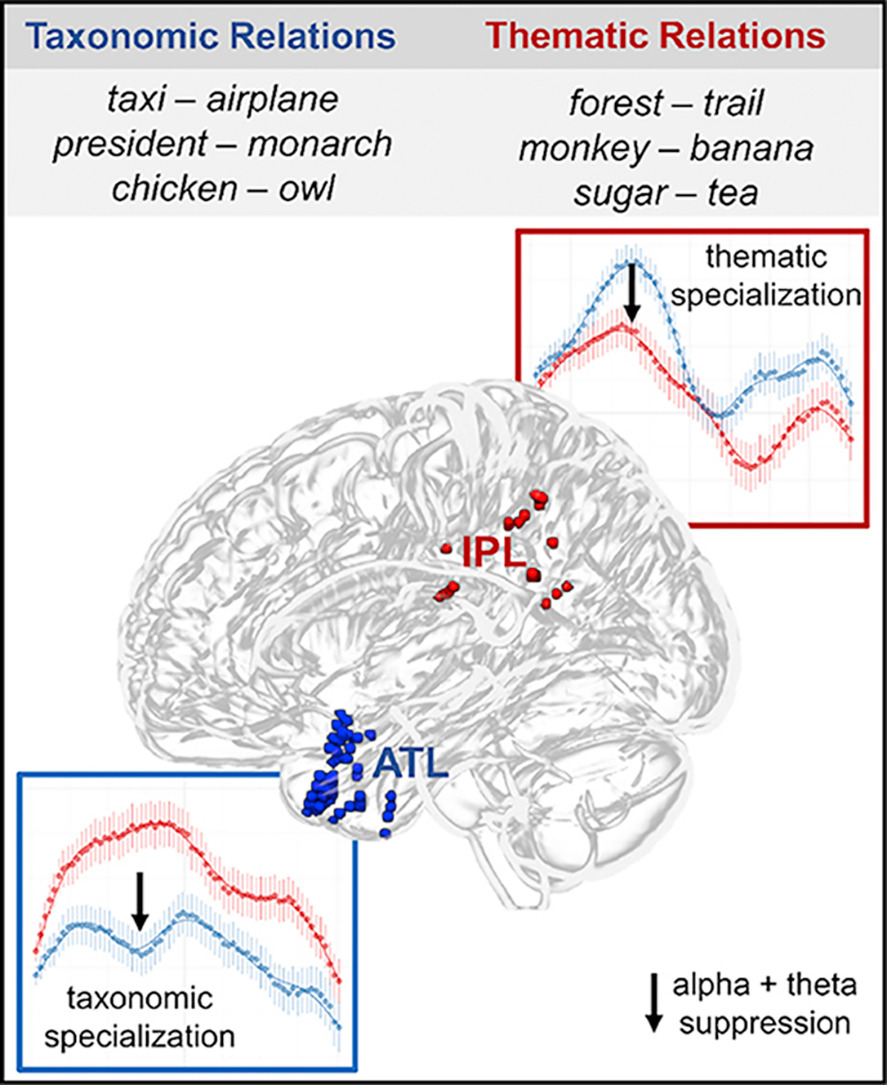 Taxonomic Relations
taxi – airplane
president – monarch
chicken – owl
Thematic Relations
forest – trail
monkey – banana
sugar – tea
thematic
specialization
IPL
ATL
taxonomic
specialization
alpha + theta
suppression